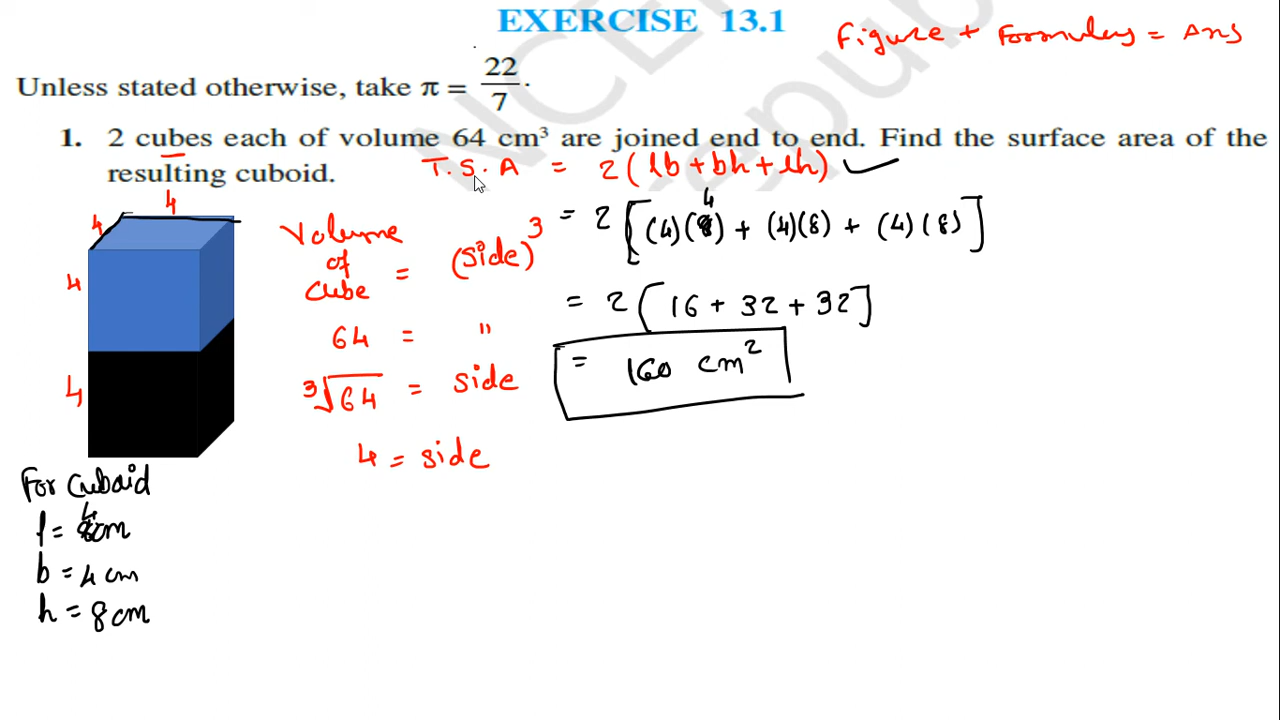 EXERCISE 13.1
Figure + Formulas = Ans
Unless stated otherwise, take π = 22/7.
1. 2 cubes each of volume 64 cm³ are joined end to end. Find the surface area of the
resulting cuboid.
T.S.A = 2(lb + bh + lh) ✓
4
4
4
4
Volume
of
Cube
= (side)³
64 = "
³√64 = side
4 = side
= 2[(4)(4) + (4)(8) + (4)(8)]
= 2[16 + 32 + 32]
= 160 cm²
For Cuboid
l = 4cm
b = 4 cm
h = 8cm